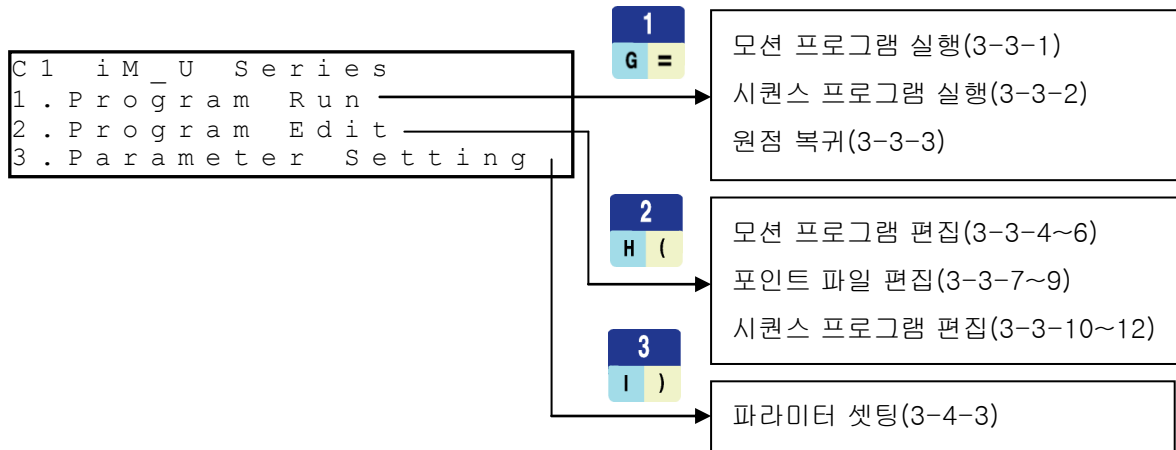 C1 iM_U Series
1.Program Run
2.Program Edit
3.Parameter Setting
1
G =
모션 프로그램 실행(3-3-1)
시퀀스 프로그램 실행(3-3-2)
원점 복귀(3-3-3)
2
H (
모션 프로그램 편집(3-3-4~6)
포인트 파일 편집(3-3-7~9)
시퀀스 프로그램 편집(3-3-10~12)
3
I )
파라미터 셋팅(3-4-3)